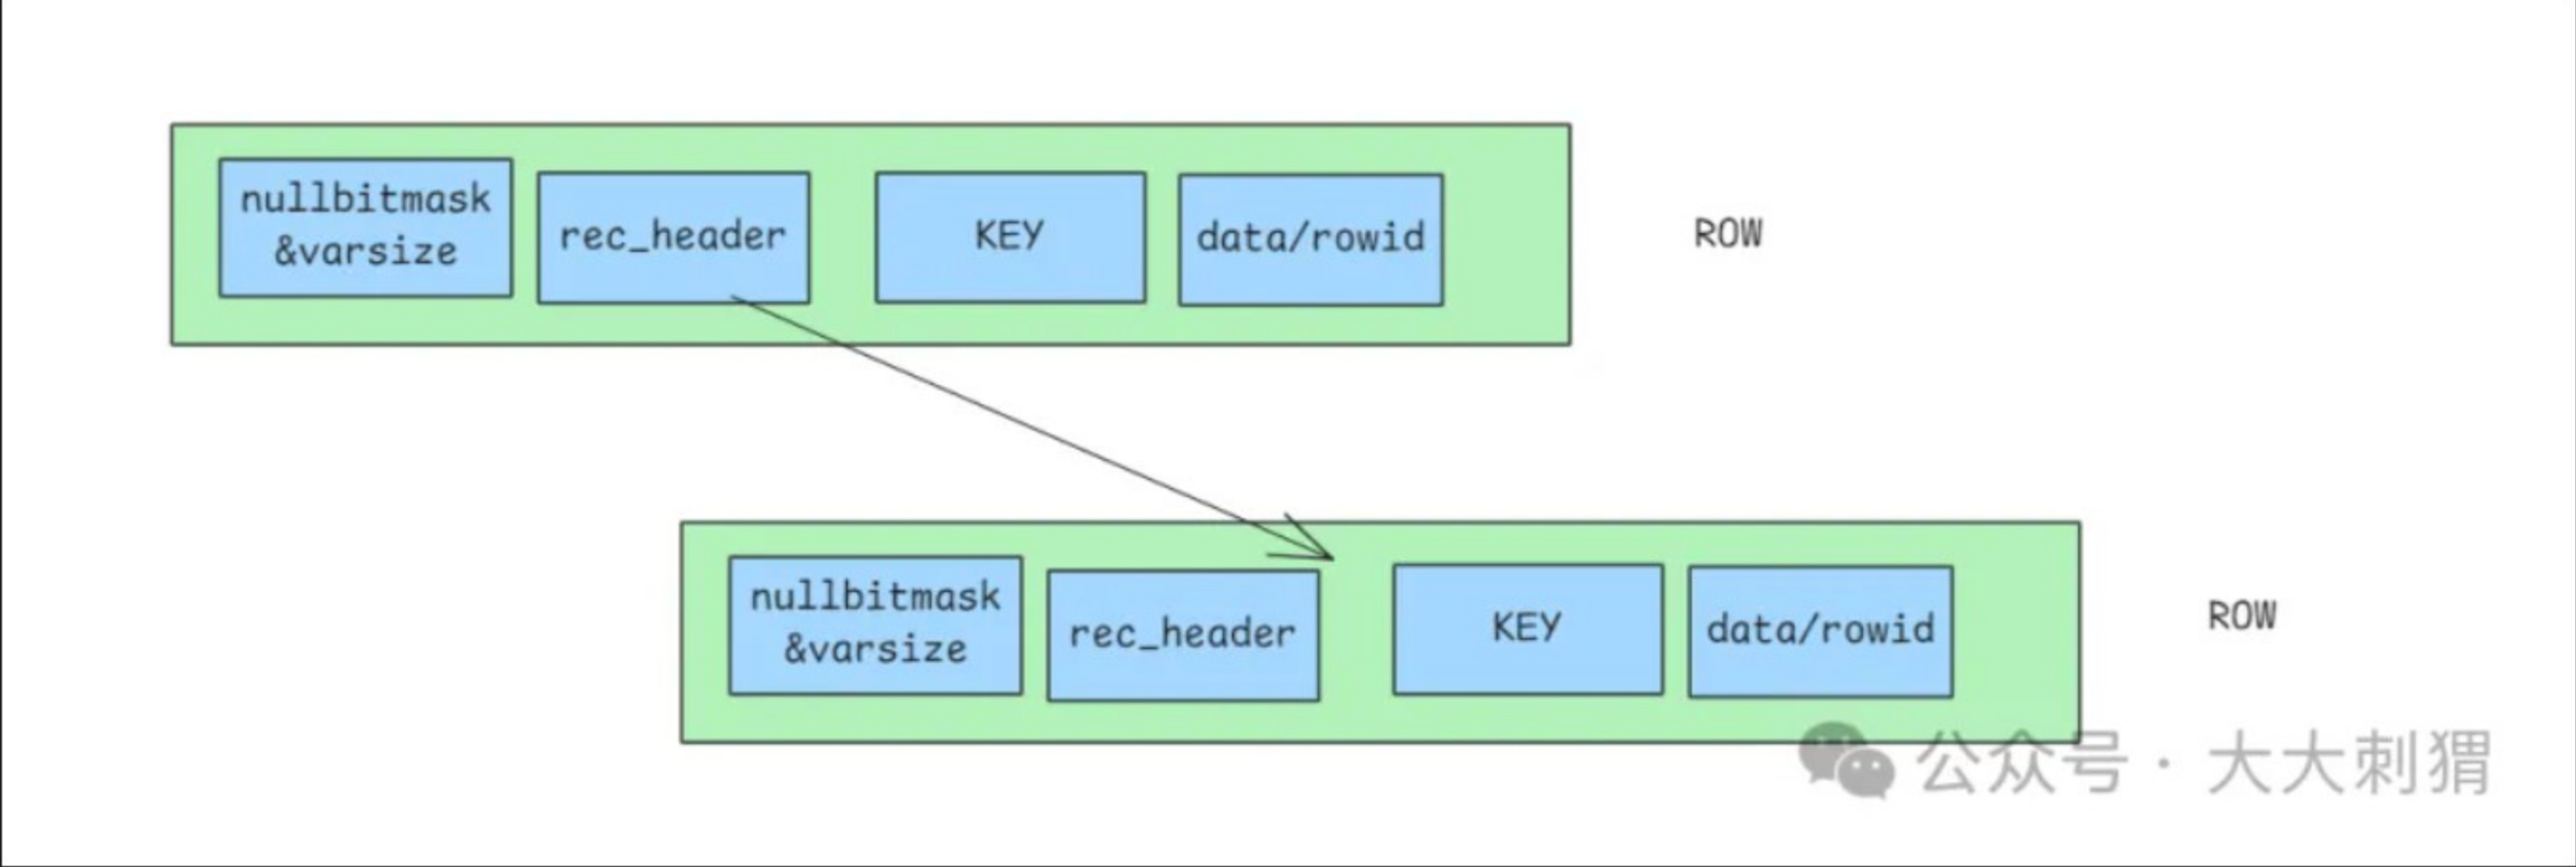 nullbitmask
&varsize
rec_header
KEY
data/rowid
ROW
nullbitmask
&varsize
rec_header
KEY
data/rowid
ROW
公众号 · 大大刺猬